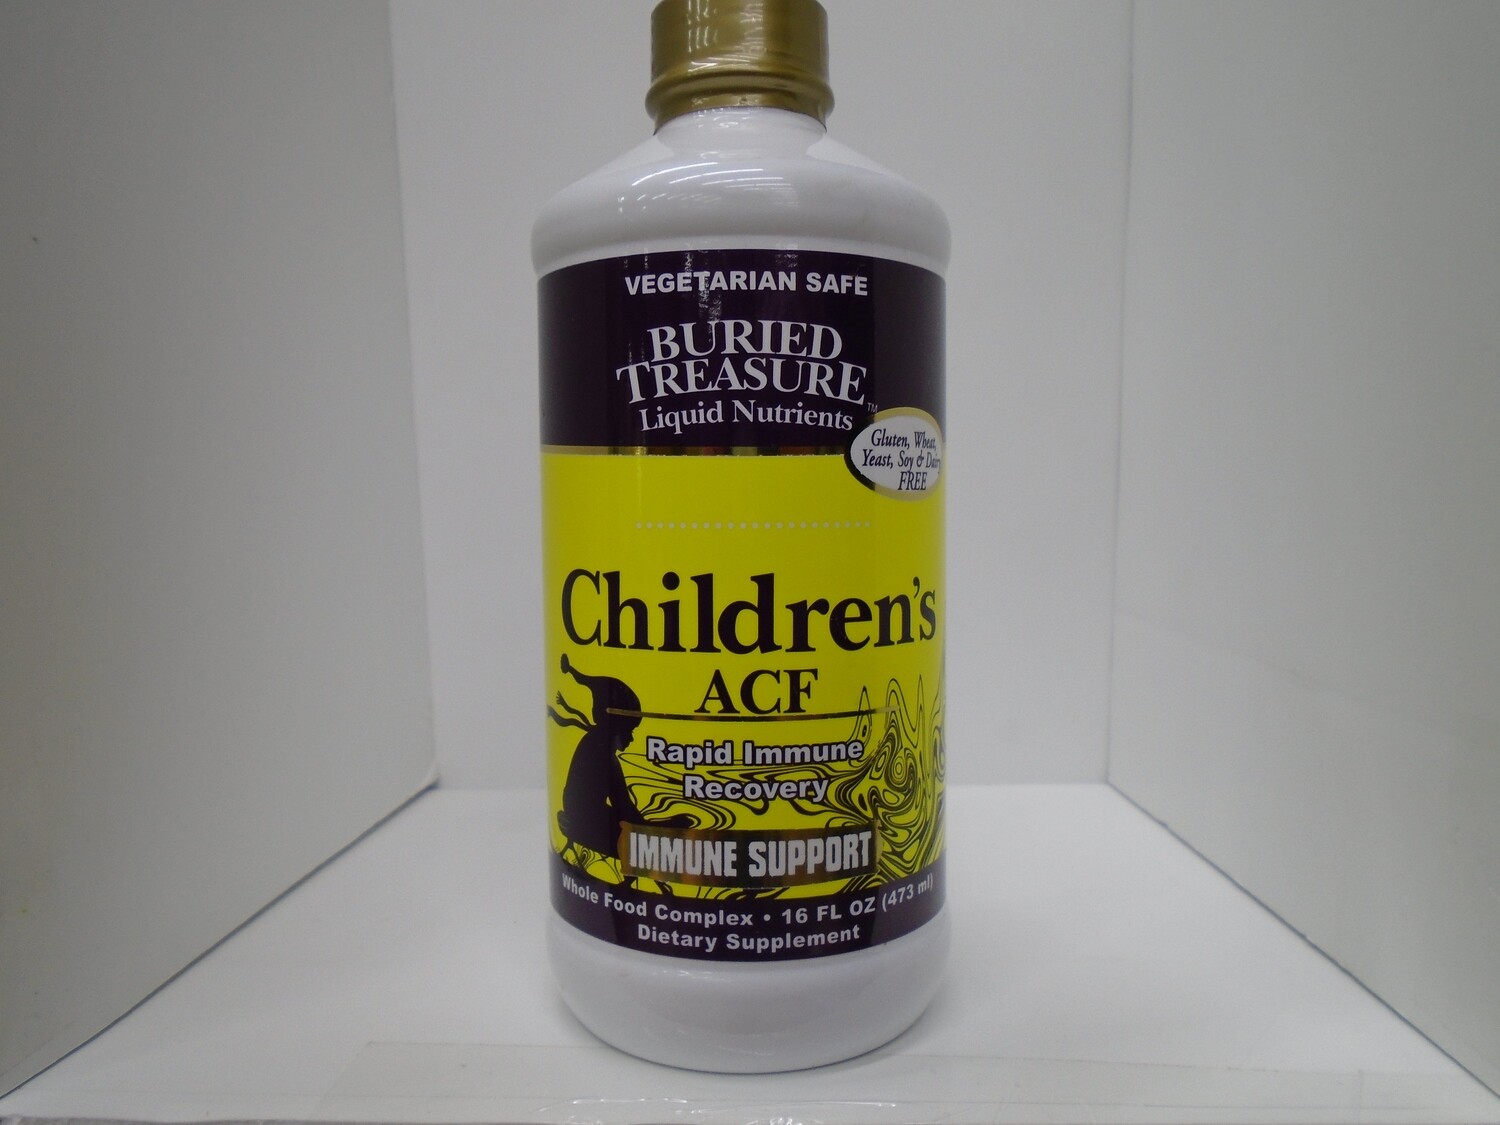 VEGETARIAN SAFE
BURIED
TREASURE™
Liquid Nutrients
Gluten, Wheat,
Yeast, Soy & Dairy
FREE
Children's
ACF
Rapid Immune
Recovery
IMMUNE SUPPORT
Whole Food Complex • 16 FL OZ (473 ml)
Dietary Supplement